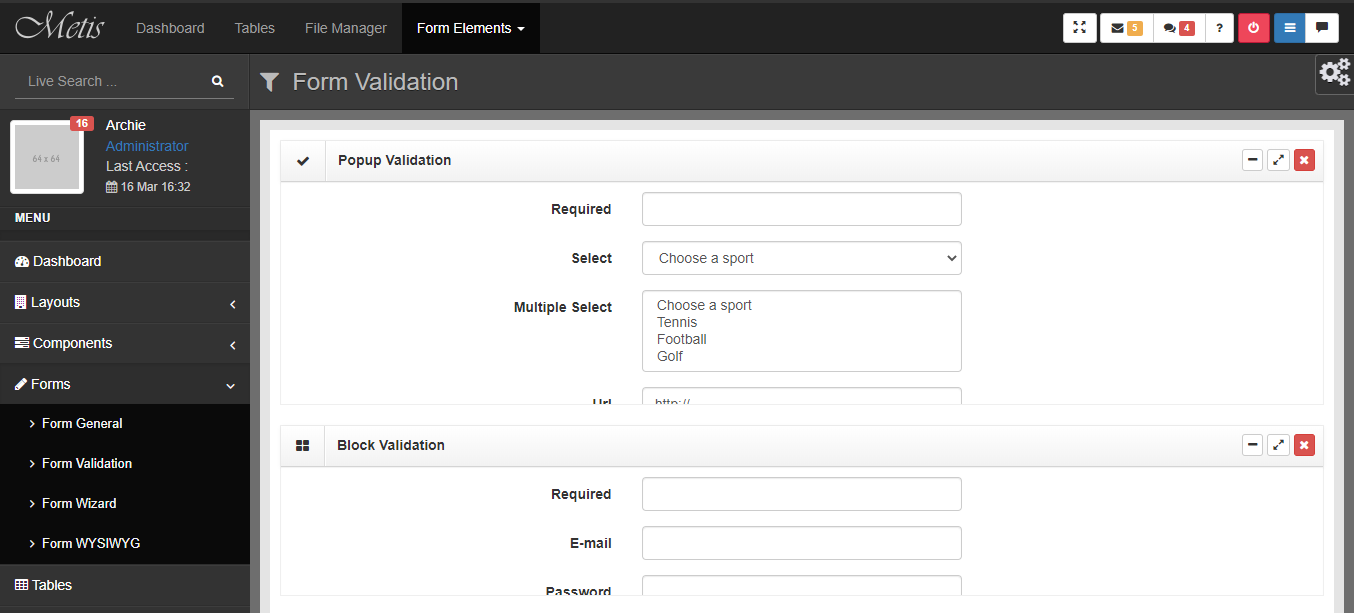 Metis
Dashboard
Tables
File Manager
Form Elements
5
4
?
Live Search ...
Form Validation
16
64 x 64
Archie
Administrator
Last Access :
16 Mar 16:32
MENU
Dashboard
Layouts
Components
Forms
Form General
Form Validation
Form Wizard
Form WYSIWYG
Tables
Popup Validation
Required
Select
Choose a sport
Multiple Select
Choose a sport
Tennis
Football
Golf
Url
http://
Block Validation
Required
E-mail
Password